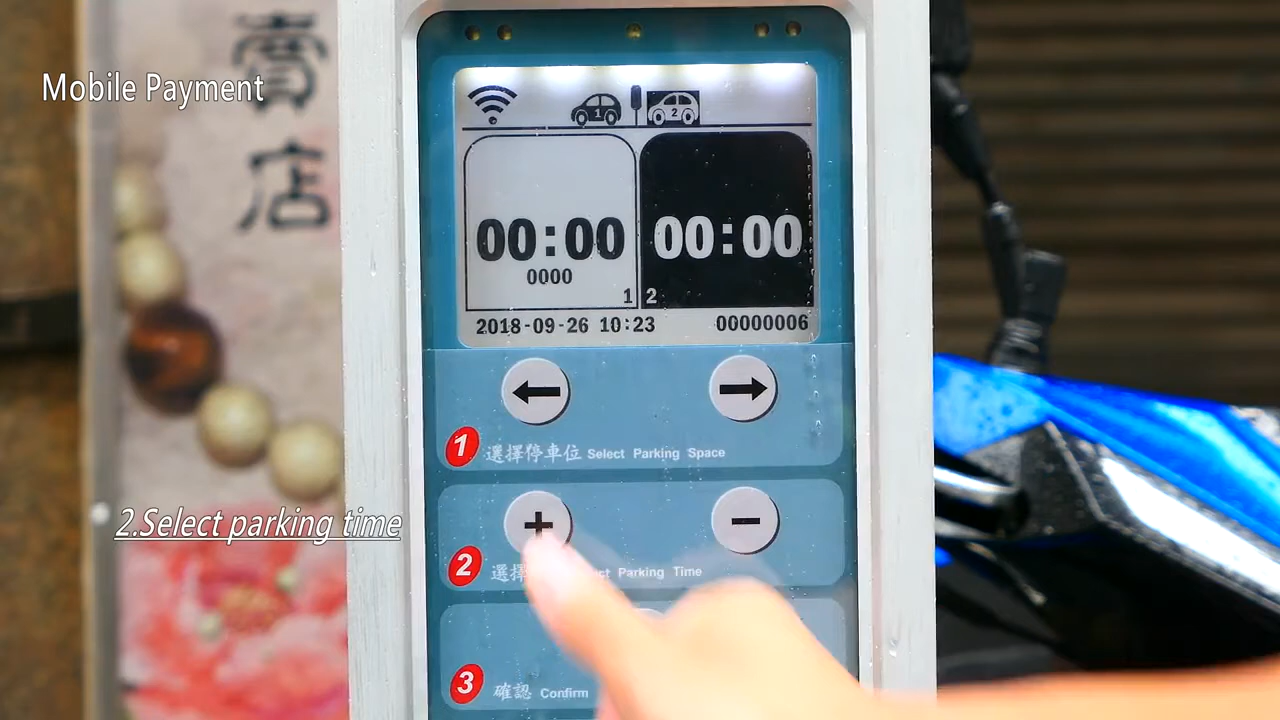 Mobile Payment
賣
店
1
2
00:00
00:00
0000
1
2
2018-09-26 10:23
00000006
1
選擇停車位 Select Parking Space
2.Select parking time
+
-
2
選擇 Parking Time
3
確認 Confirm